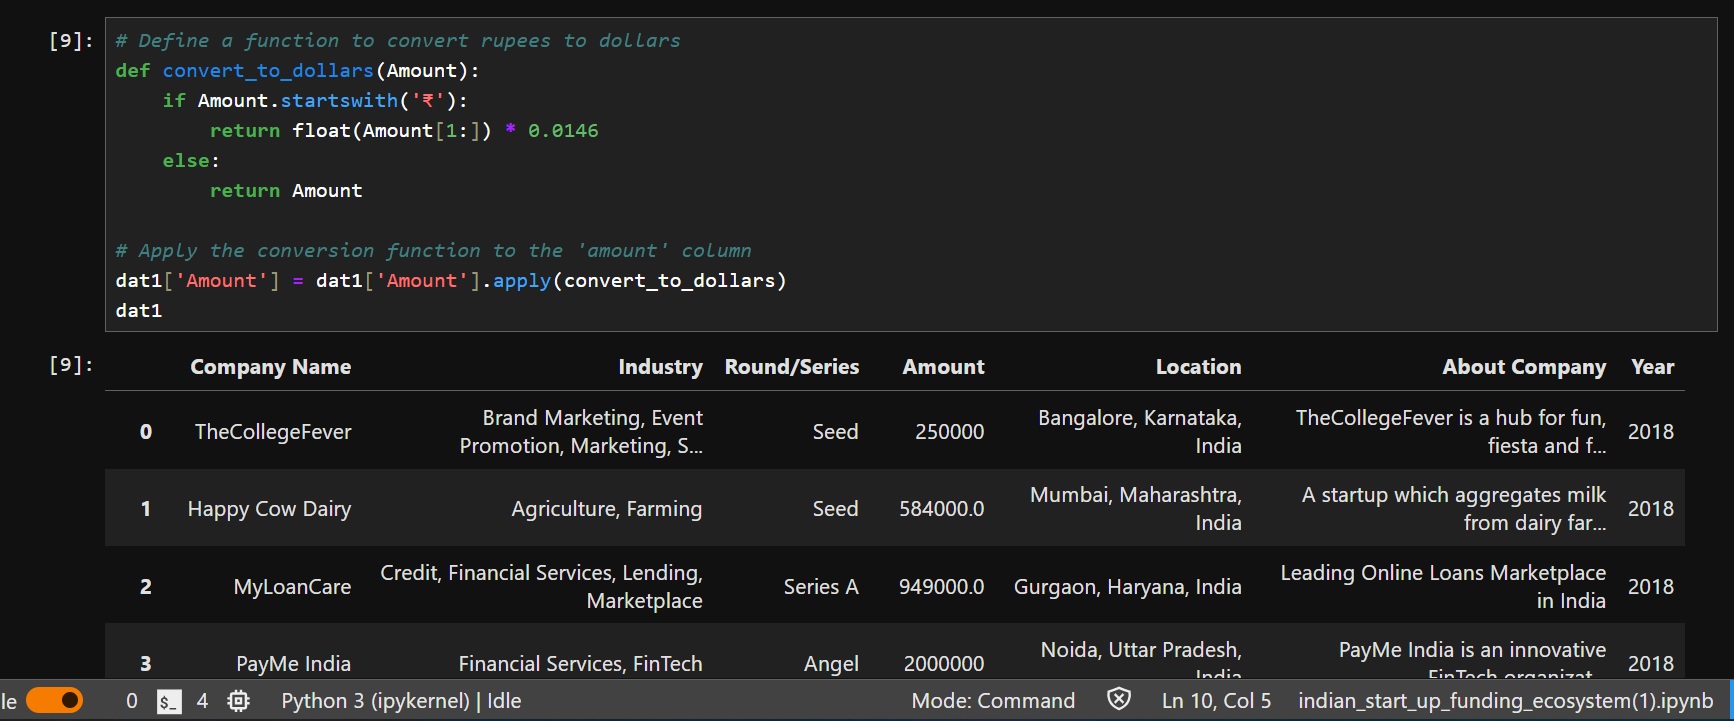 [9]:
# Define a function to convert rupees to dollars
def convert_to_dollars(Amount):
    if Amount.startswith('₹'):
        return float(Amount[1:]) * 0.0146
    else:
        return Amount

# Apply the conversion function to the 'amount' column
dat1['Amount'] = dat1['Amount'].apply(convert_to_dollars)
dat1
[9]:
Company Name Industry Round/Series Amount Location About Company Year
0 TheCollegeFever Brand Marketing, Event Promotion, Marketing, S... Seed 250000 Bangalore, Karnataka, India TheCollegeFever is a hub for fun, fiesta and f... 2018
1 Happy Cow Dairy Agriculture, Farming Seed 584000.0 Mumbai, Maharashtra, India A startup which aggregates milk from dairy far... 2018
2 MyLoanCare Credit, Financial Services, Lending, Marketplace Series A 949000.0 Gurgaon, Haryana, India Leading Online Loans Marketplace in India 2018
3 PayMe India Financial Services, FinTech Angel 2000000 Noida, Uttar Pradesh, India PayMe India is an innovative FinTech organizat... 2018
le 0 $_ 4 Python 3 (ipykernel) | Idle Mode: Command Ln 10, Col 5 indian_start_up_funding_ecosystem(1).ipynb